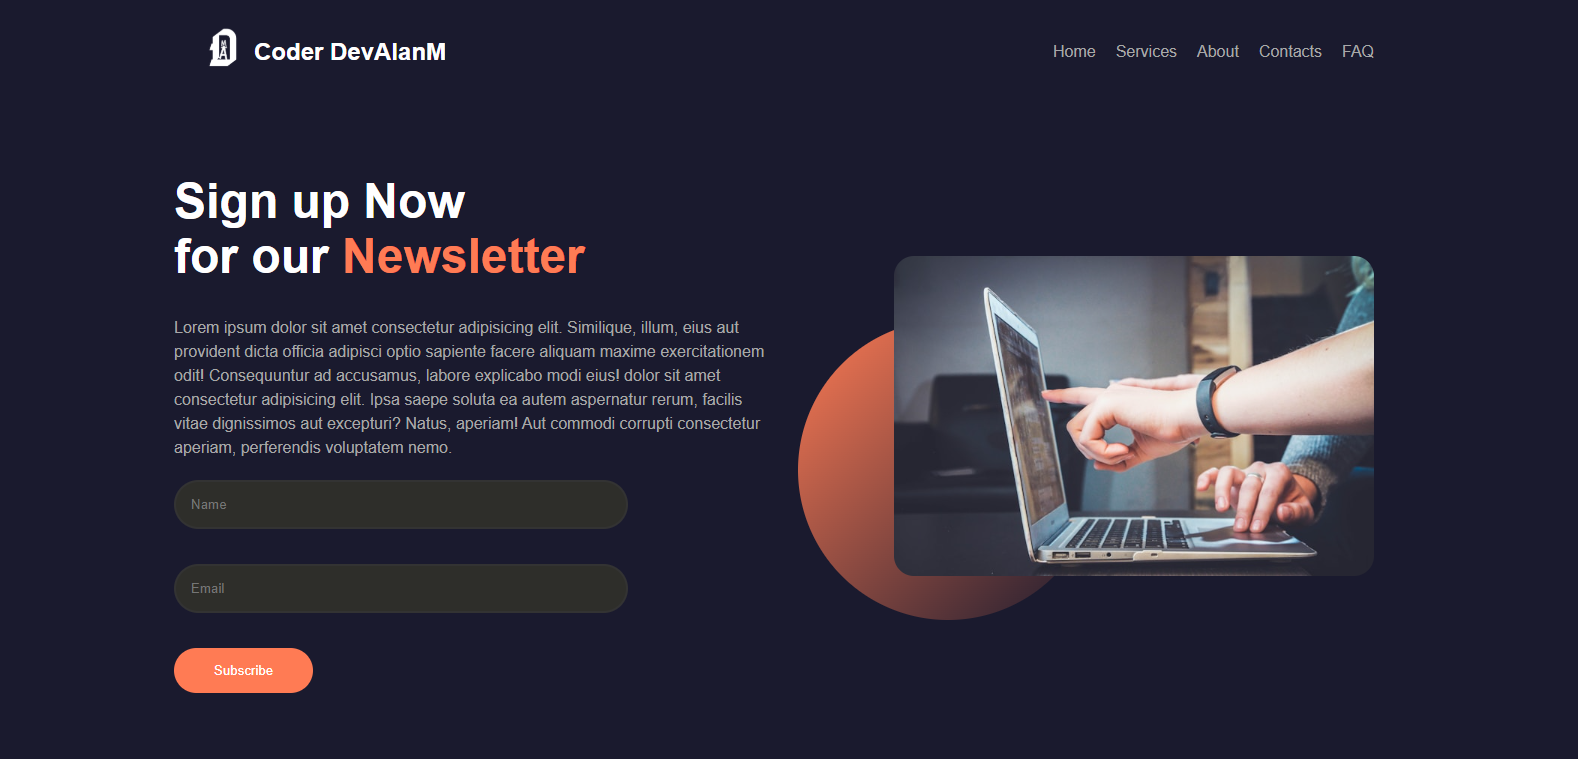 Coder DevAlanM
Home Services About Contacts FAQ
Sign up Now
for our Newsletter
Lorem ipsum dolor sit amet consectetur adipisicing elit. Similique, illum, eius aut
provident dicta officia adipisci optio sapiente facere aliquam maxime exercitationem
odit! Consequuntur ad accusamus, labore explicabo modi eius! dolor sit amet
consectetur adipisicing elit. Ipsa saepe soluta ea autem aspernatur rerum, facilis
vitae dignissimos aut excepturi? Natus, aperiam! Aut commodi corrupti consectetur
aperiam, perferendis voluptatem nemo.
Name
Email
Subscribe